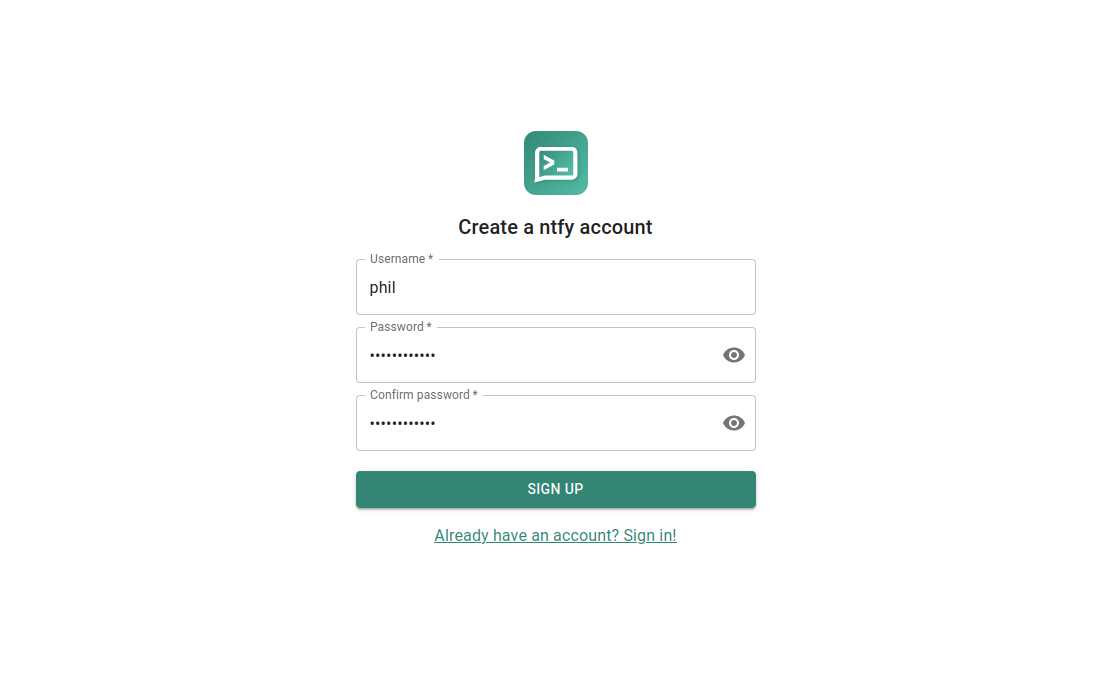 Create a ntfy account
Username *
phil
Password *
••••••••••••
Confirm password *
••••••••••••
SIGN UP
Already have an account? Sign in!